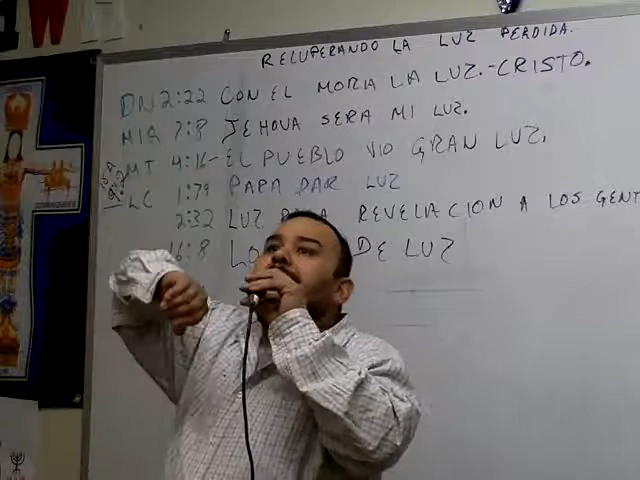 RECUPERANDO LA LUZ PERDIDA.
DN 2:22 CON EL MORIA LA LUZ.-CRISTO.
MIQ 7:8 JEHOVA SERA MI LUZ.
MT 4:16- EL PUEBLO VIO GRAN LUZ.
LC 1:79 PARA DAR LUZ
2:32 LUZ REVELACION A LOS GENT
16:8 DE LUZ